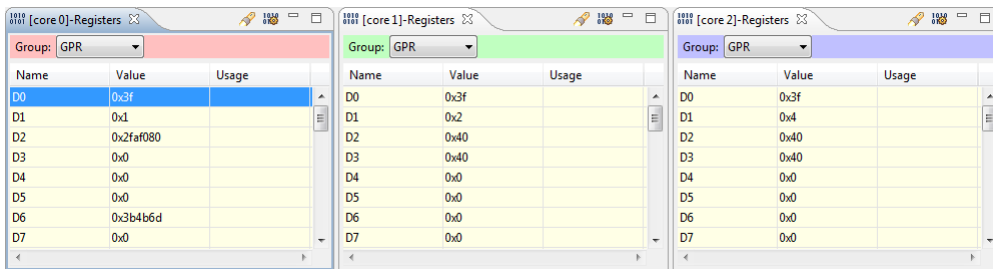 [core 0]-Registers
Group: GPR
Name Value Usage
D0 0x3f
D1 0x1
D2 0x2faf080
D3 0x0
D4 0x0
D5 0x0
D6 0x3b4b6d
D7 0x0
[core 1]-Registers
Group: GPR
Name Value Usage
D0 0x3f
D1 0x2
D2 0x40
D3 0x40
D4 0x0
D5 0x0
D6 0x0
D7 0x0
[core 2]-Registers
Group: GPR
Name Value Usage
D0 0x3f
D1 0x4
D2 0x40
D3 0x40
D4 0x0
D5 0x0
D6 0x0
D7 0x0